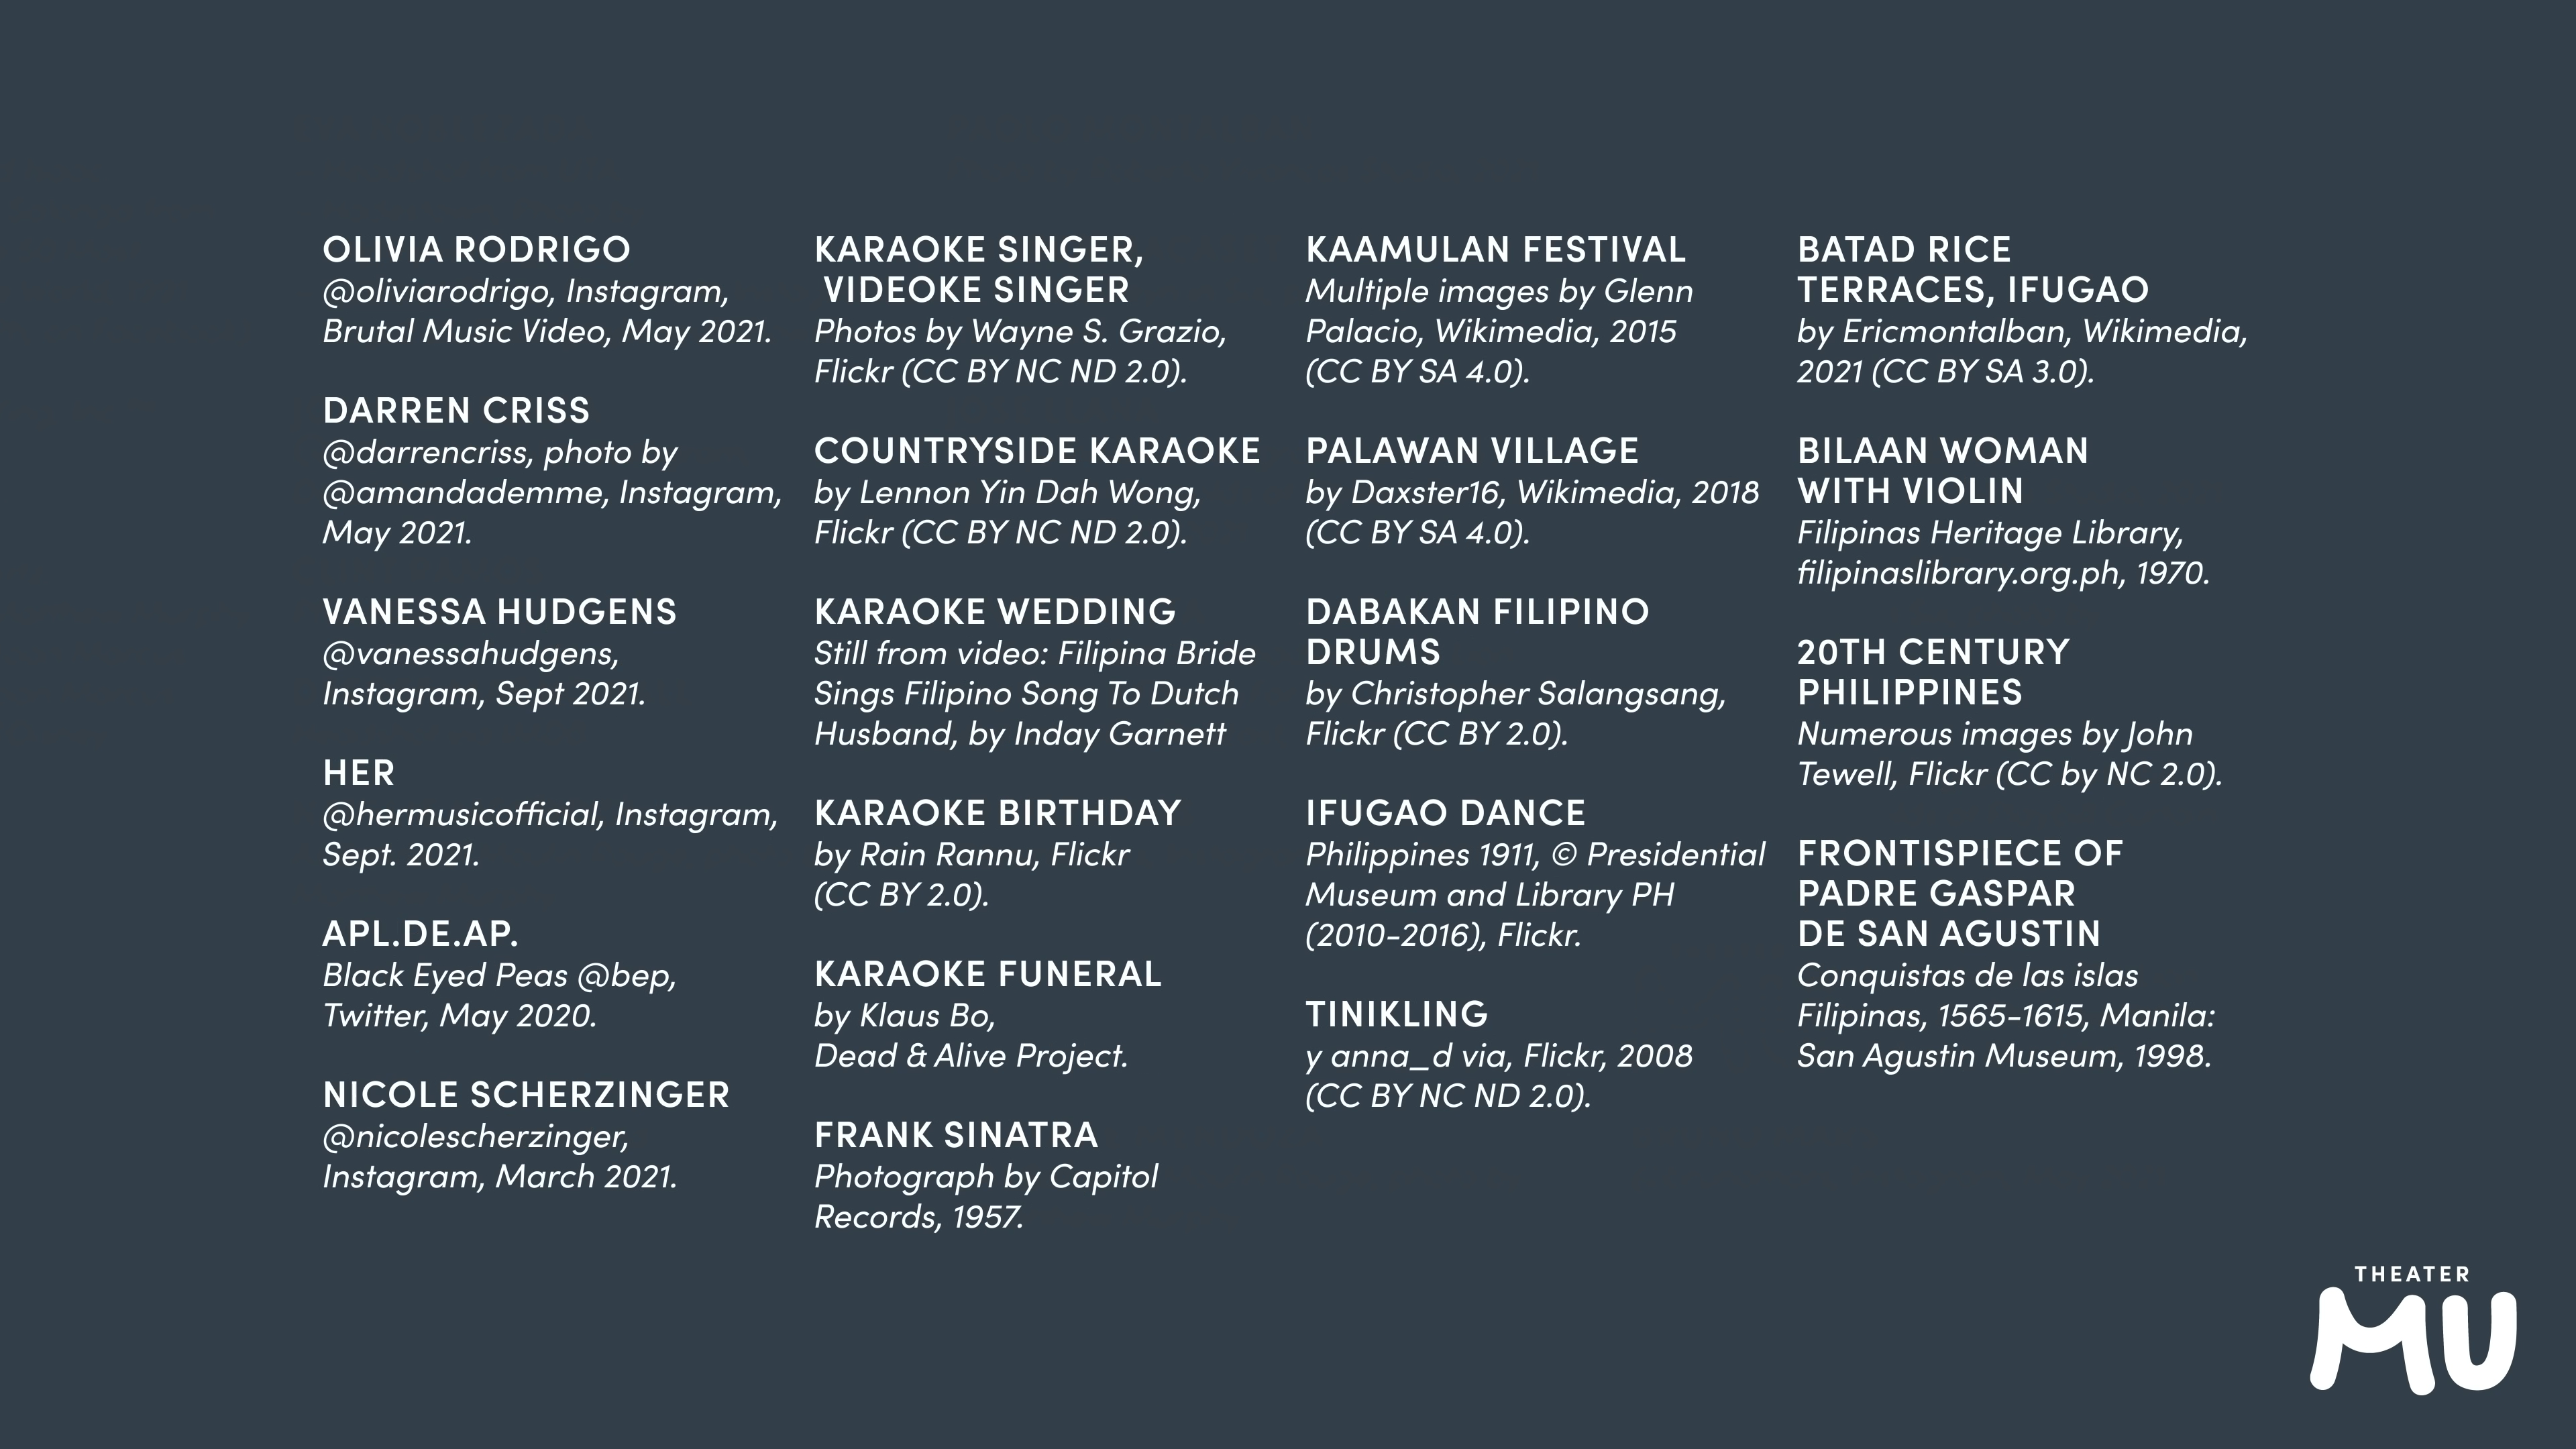 OLIVIA RODRIGO
@oliviarodrigo, Instagram,
Brutal Music Video, May 2021.
DARREN CRISS
@darrencriss, photo by
@amandademme, Instagram,
May 2021.
VANESSA HUDGENS
@vanessahudgens,
Instagram, Sept 2021.
HER
@hermusicofficial, Instagram,
Sept. 2021.
APL.DE.AP.
Black Eyed Peas @bep,
Twitter, May 2020.
NICOLE SCHERZINGER
@nicolescherzinger,
Instagram, March 2021.
KARAOKE SINGER,
VIDEOKE SINGER
Photos by Wayne S. Grazio,
Flickr (CC BY NC ND 2.0).
COUNTRYSIDE KARAOKE
by Lennon Yin Dah Wong,
Flickr (CC BY NC ND 2.0).
KARAOKE WEDDING
Still from video: Filipina Bride
Sings Filipino Song To Dutch
Husband, by Inday Garnett
KARAOKE BIRTHDAY
by Rain Rannu, Flickr
(CC BY 2.0).
KARAOKE FUNERAL
by Klaus Bo,
Dead & Alive Project.
FRANK SINATRA
Photograph by Capitol
Records, 1957.
KAAMULAN FESTIVAL
Multiple images by Glenn
Palacio, Wikimedia, 2015
(CC BY SA 4.0).
PALAWAN VILLAGE
by Daxster16, Wikimedia, 2018
(CC BY SA 4.0).
DABAKAN FILIPINO
DRUMS
by Christopher Salangsang,
Flickr (CC BY 2.0).
IFUGAO DANCE
Philippines 1911, © Presidential
Museum and Library PH
(2010-2016), Flickr.
TINIKLING
y anna_d via, Flickr, 2008
(CC BY NC ND 2.0).
BATAD RICE
TERRACES, IFUGAO
by Ericmontalban, Wikimedia,
2021 (CC BY SA 3.0).
BILAAN WOMAN
WITH VIOLIN
Filipinas Heritage Library,
filipinaslibrary.org.ph, 1970.
20TH CENTURY
PHILIPPINES
Numerous images by John
Tewell, Flickr (CC by NC 2.0).
FRONTISPIECE OF
PADRE GASPAR
DE SAN AGUSTIN
Conquistas de las islas
Filipinas, 1565-1615, Manila:
San Agustin Museum, 1998.
THEATER
MU